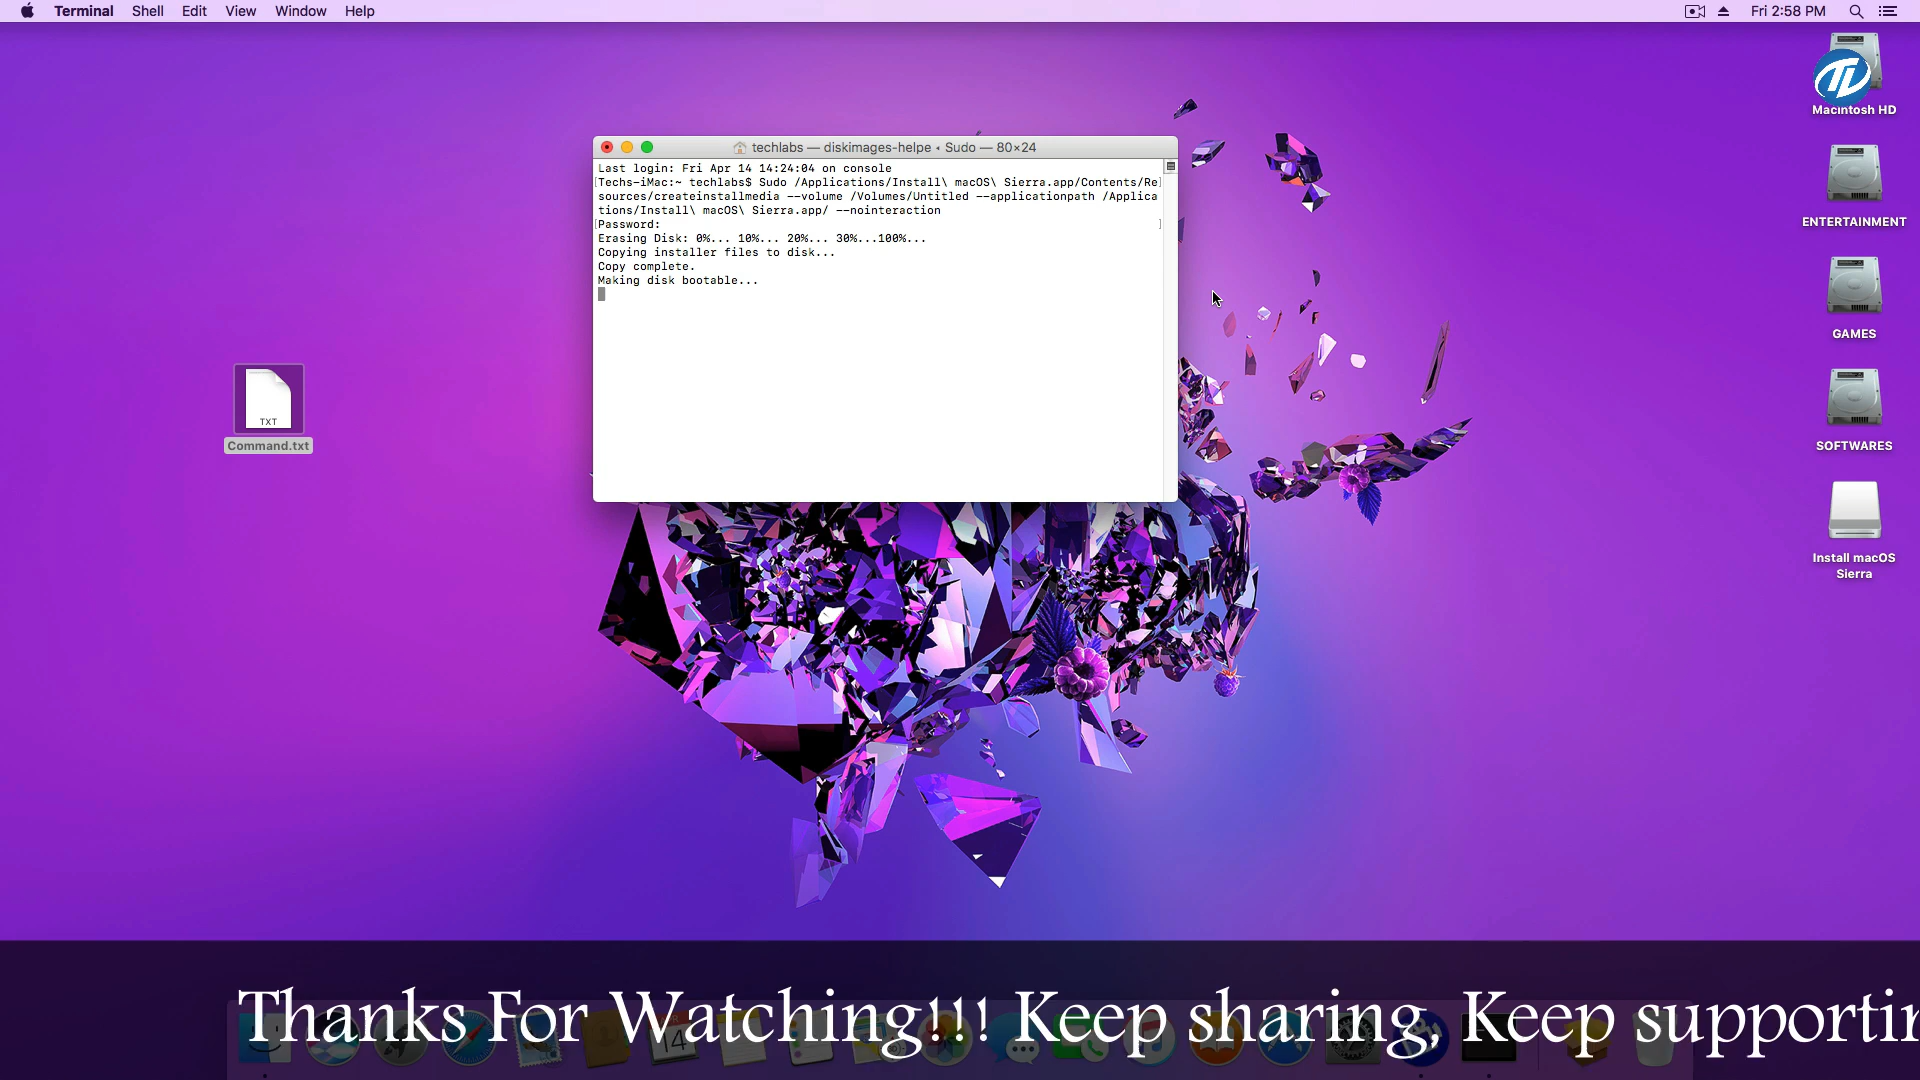 Terminal Shell Edit View Window Help
Fri 2:58 PM
techlabs — diskimages-helpe • Sudo — 80×24
Last login: Fri Apr 14 14:24:04 on console
[Techs-iMac:~ techlabs$ Sudo /Applications/Install\ macOS\ Sierra.app/Contents/Re]
sources/createinstallmedia --volume /Volumes/Untitled --applicationpath /Applica
tions/Install\ macOS\ Sierra.app/ --nointeraction
[Password: ]
Erasing Disk: 0%... 10%... 20%... 30%...100%...
Copying installer files to disk...
Copy complete.
Making disk bootable...
TXT
Command.txt
TL
Macintosh HD
ENTERTAINMENT
GAMES
SOFTWARES
Install macOS
Sierra
Thanks For Watching!!! Keep sharing, Keep supportin
14